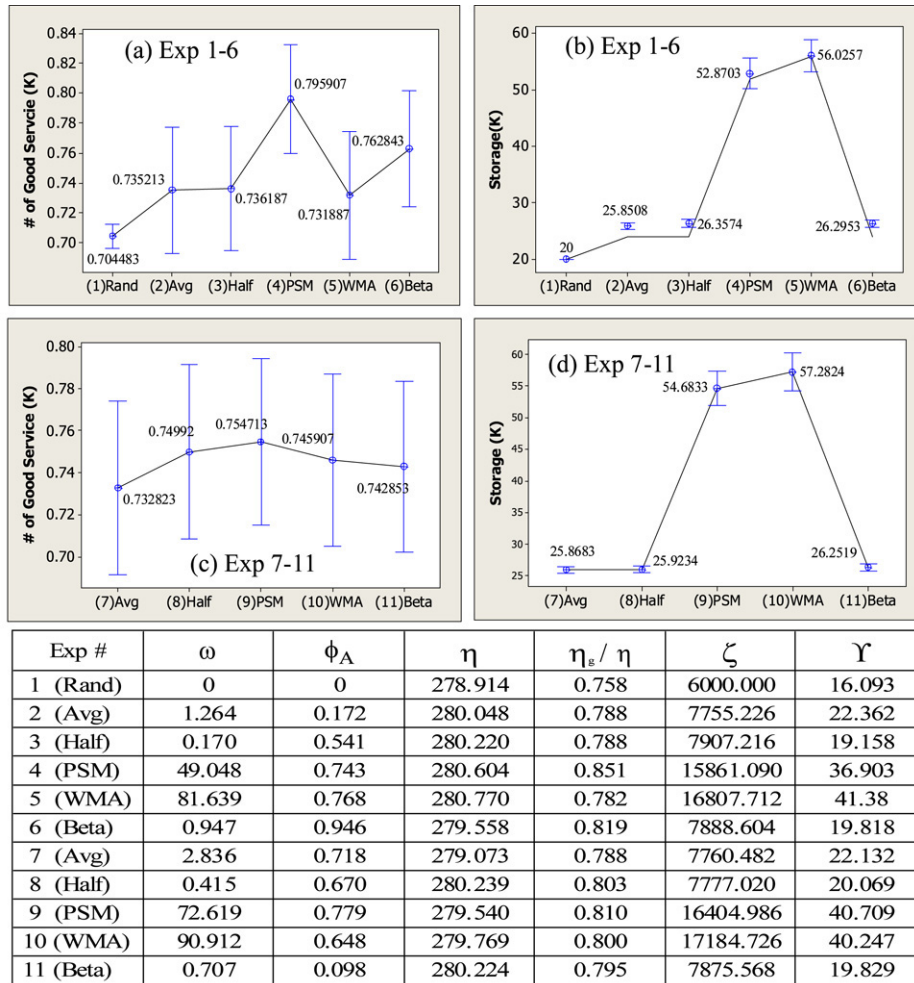 (a) Exp 1-6
# of Good Servcie (K)
0.84
0.82
0.80
0.78
0.76
0.74
0.72
0.70
0.704483
0.735213
0.736187
0.795907
0.731887
0.762843
(1)Rand (2)Avg (3)Half (4)PSM (5)WMA (6)Beta
(b) Exp 1-6
Storage(K)
60
50
40
30
20
20
25.8508
26.3574
52.8703
56.0257
26.2953
(1)Rand (2)Avg (3)Half (4)PSM (5)WMA (6)Beta
(c) Exp 7-11
# of Good Service (K)
0.80
0.78
0.76
0.74
0.72
0.70
0.732823
0.74992
0.754713
0.745907
0.742853
(7)Avg (8)Half (9)PSM (10)WMA (11)Beta
(d) Exp 7-11
Storage (K)
60
55
50
45
40
35
30
25
25.8683
25.9234
54.6833
57.2824
26.2519
(7)Avg (8)Half (9)PSM (10)WMA (11)Beta
Exp # ω ϕA η ηg / η ζ ϒ
1 (Rand) 0 0 278.914 0.758 6000.000 16.093
2 (Avg) 1.264 0.172 280.048 0.788 7755.226 22.362
3 (Half) 0.170 0.541 280.220 0.788 7907.216 19.158
4 (PSM) 49.048 0.743 280.604 0.851 15861.090 36.903
5 (WMA) 81.639 0.768 280.770 0.782 16807.712 41.38
6 (Beta) 0.947 0.946 279.558 0.819 7888.604 19.818
7 (Avg) 2.836 0.718 279.073 0.788 7760.482 22.132
8 (Half) 0.415 0.670 280.239 0.803 7777.020 20.069
9 (PSM) 72.619 0.779 279.540 0.810 16404.986 40.709
10 (WMA) 90.912 0.648 279.769 0.800 17184.726 40.247
11 (Beta) 0.707 0.098 280.224 0.795 7875.568 19.829